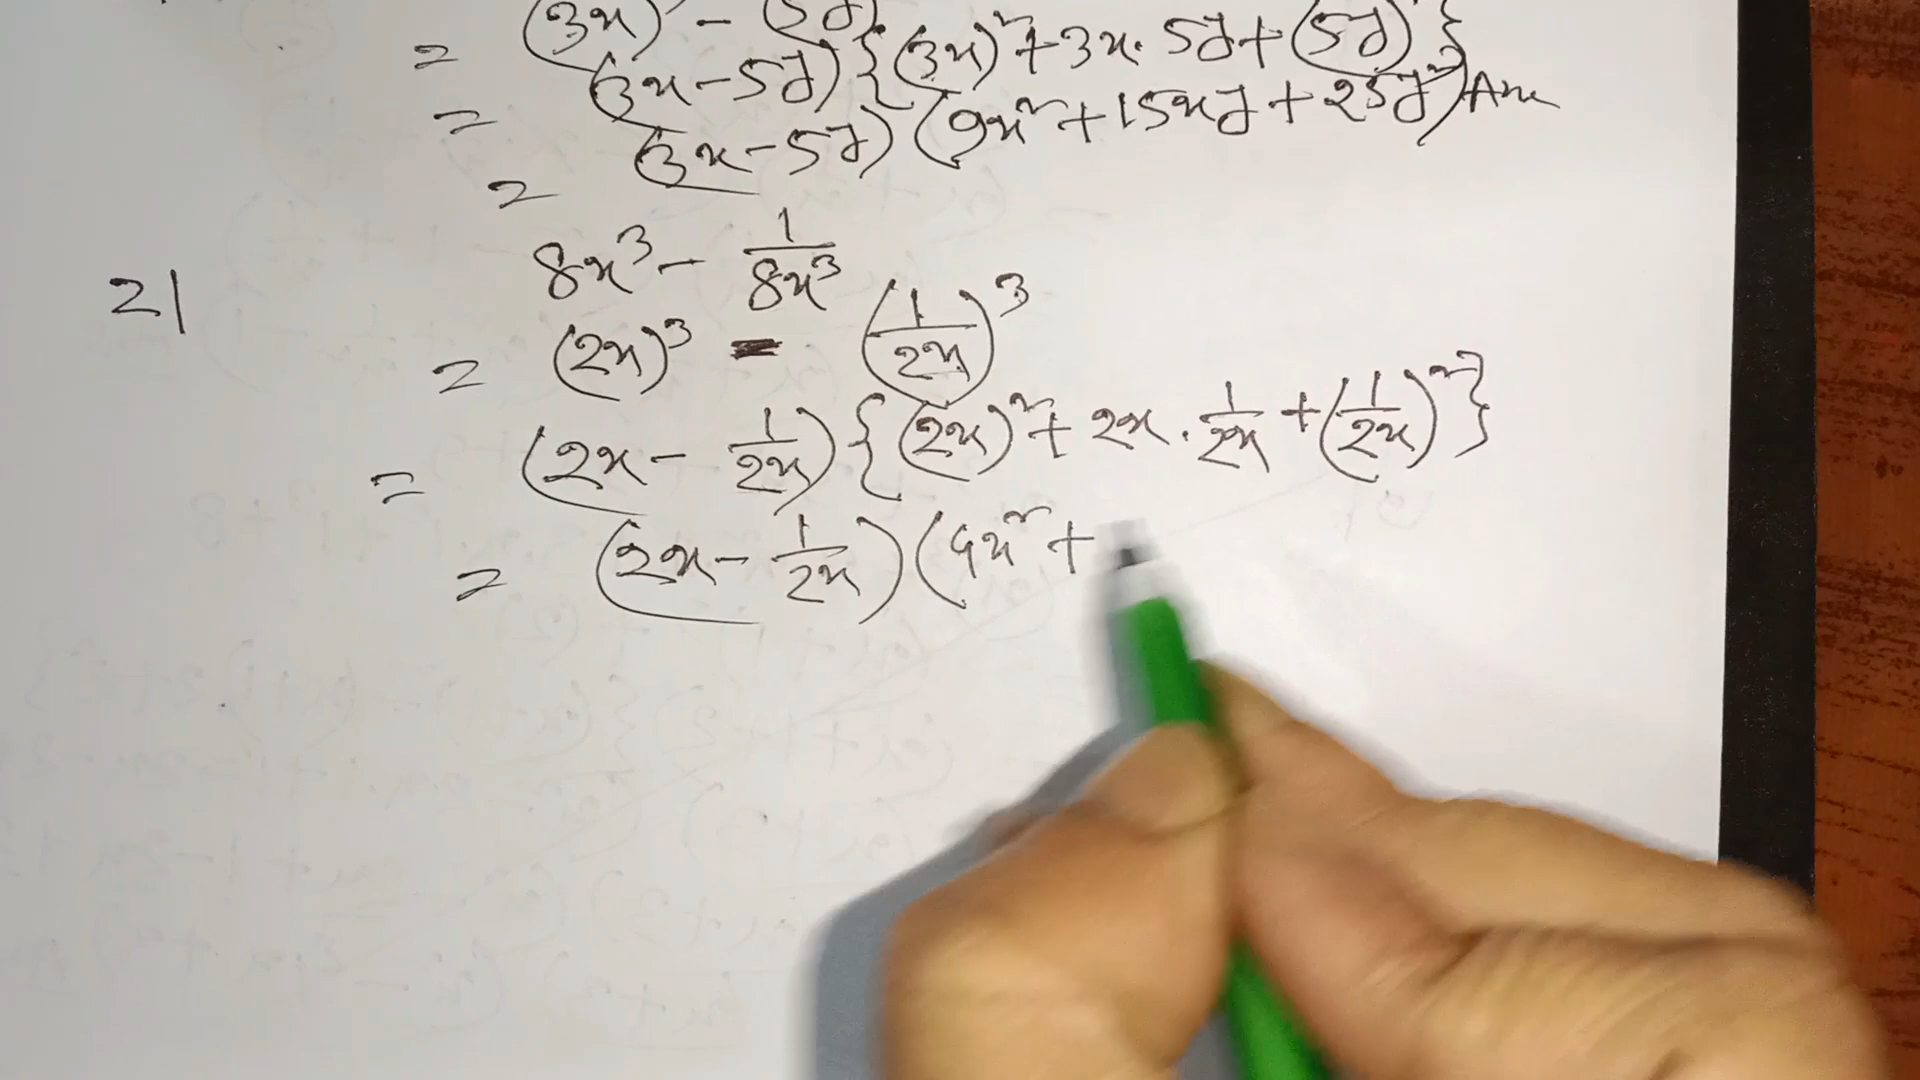 = (3x) - (5y)
= (3x-5y){(3x)²+3x.5y+(5y)²}
= (3x-5y)(9x²+15xy+25y²) Ans
21 8x³ - 1/8x³
= (2x)³ - (1/2x)³
= (2x - 1/2x){(2x)²+2x.1/2x+(1/2x)²}
= (2x - 1/2x)(4x²+